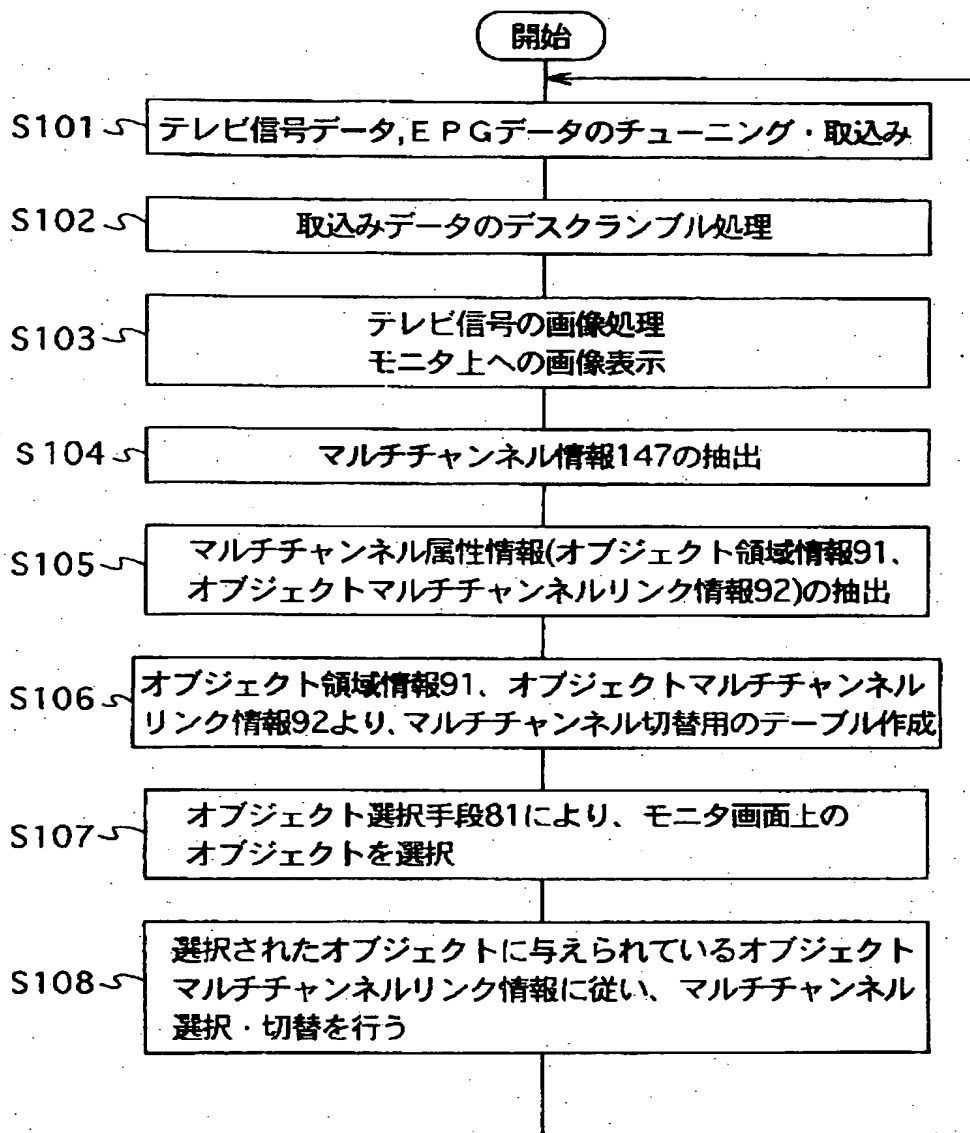 開始
S101 テレビ信号データ,EPGデータのチューニング・取込み
S102 取込みデータのデスクランブル処理
S103 テレビ信号の画像処理
モニタ上への画像表示
S104 マルチチャンネル情報147の抽出
S105 マルチチャンネル属性情報(オブジェクト領域情報91、
オブジェクトマルチチャンネルリンク情報92)の抽出
S106 オブジェクト領域情報91、オブジェクトマルチチャンネル
リンク情報92より、マルチチャンネル切替用のテーブル作成
S107 オブジェクト選択手段81により、モニタ画面上の
オブジェクトを選択
S108 選択されたオブジェクトに与えられているオブジェクト
マルチチャンネルリンク情報に従い、マルチチャンネル
選択・切替を行う